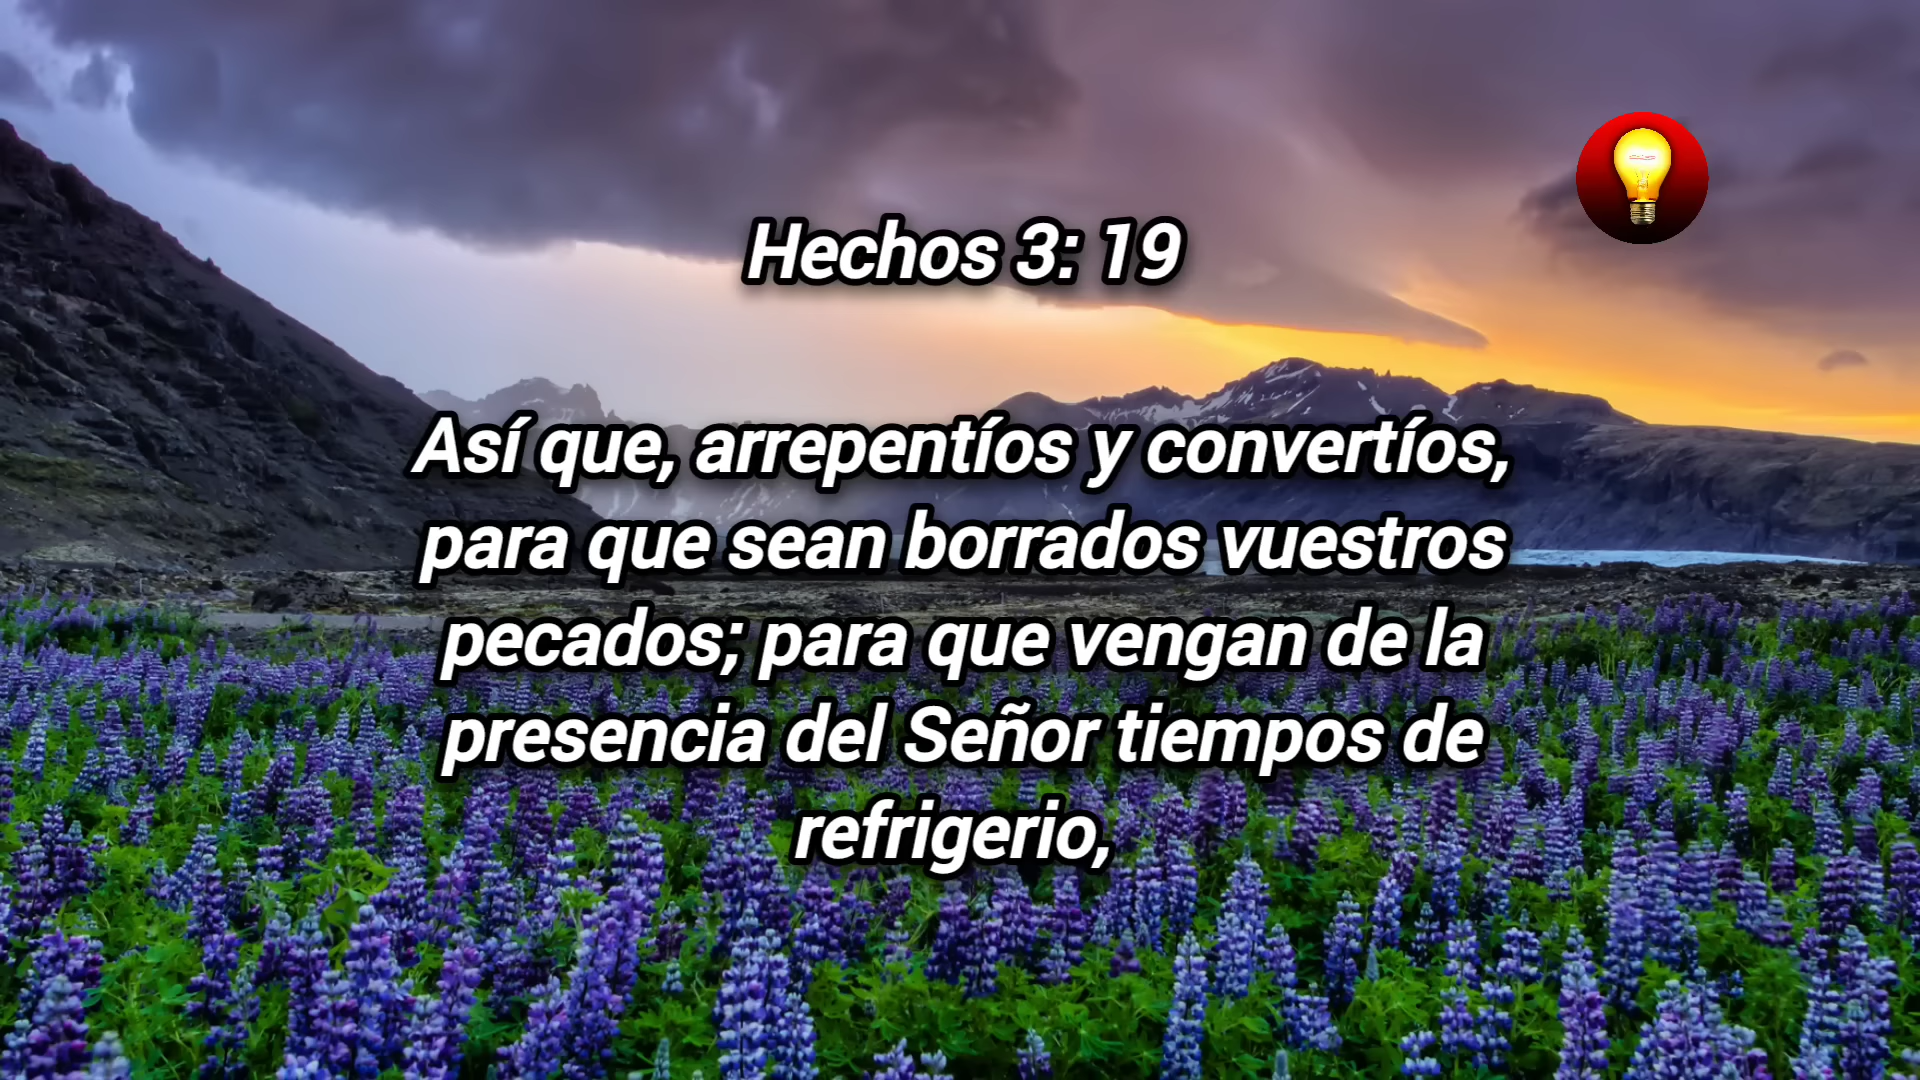 Hechos 3: 19
Así que, arrepentíos y convertíos,
para que sean borrados vuestros
pecados; para que vengan de la
presencia del Señor tiempos de
refrigerio,